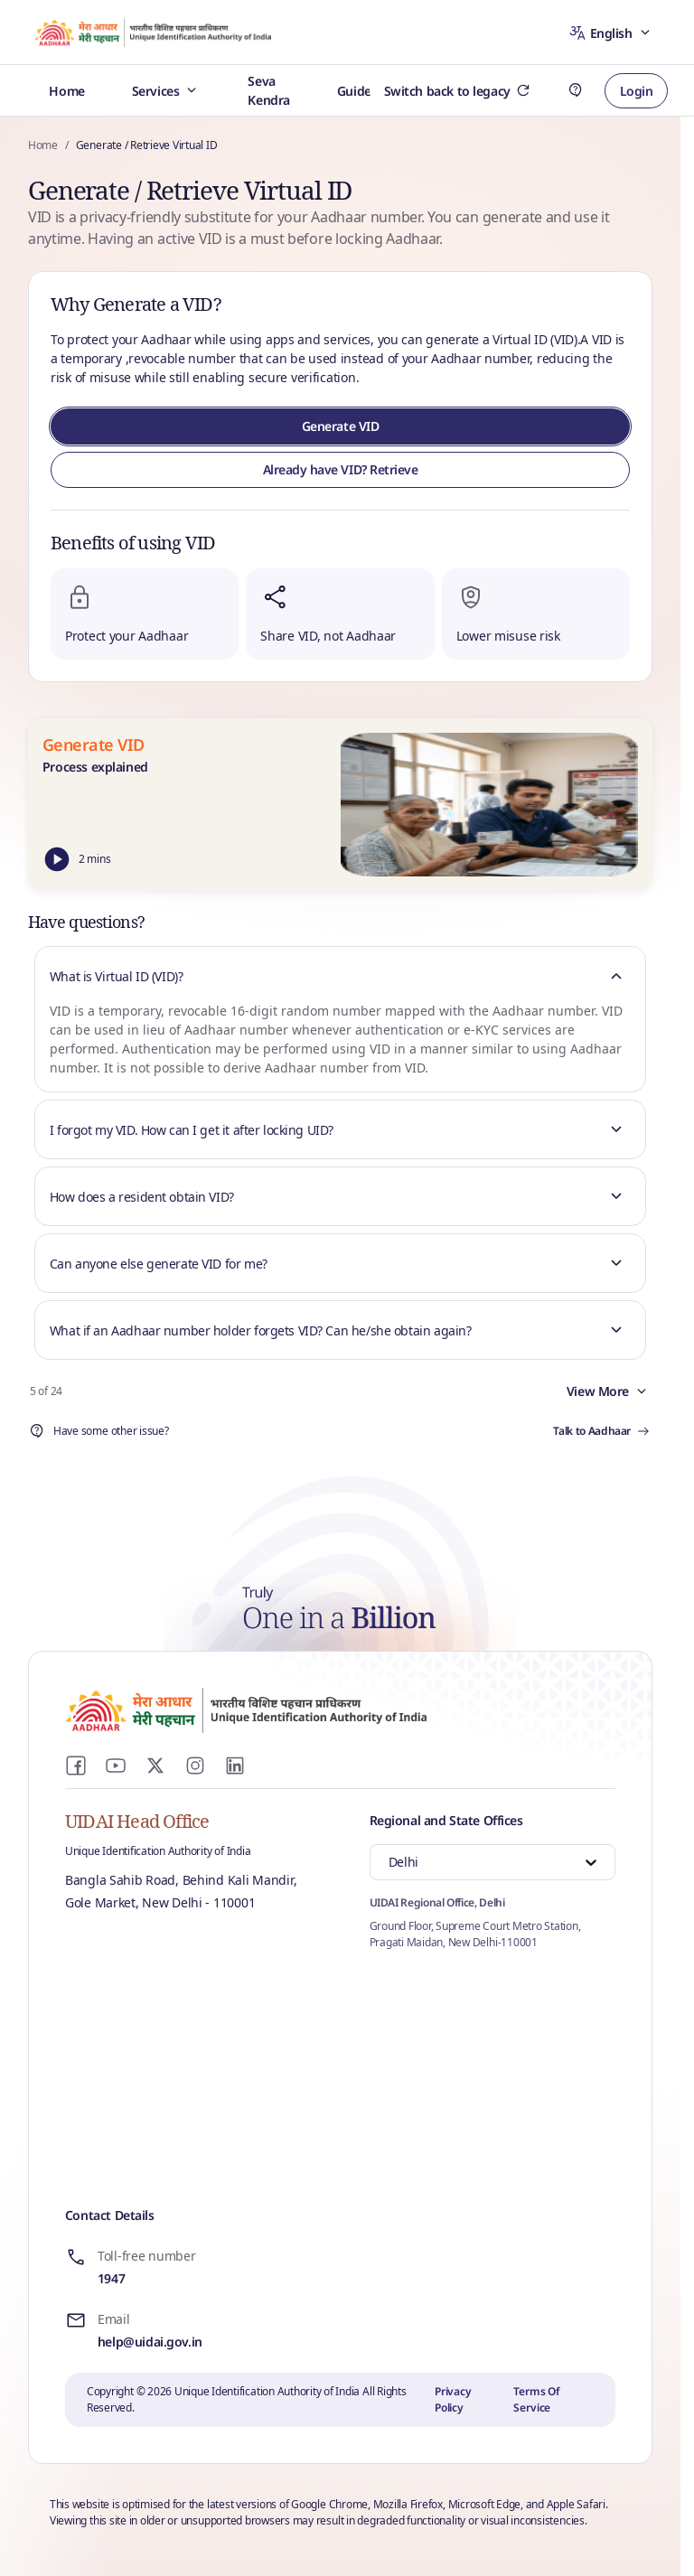 मेरा आधार
मेरी पहचान
AADHAAR
भारतीय विशिष्ट पहचान प्राधिकरण
Unique Identification Authority of India
English
Home
Services
Seva
Kendra
Guide
Switch back to legacy
Login
Home / Generate / Retrieve Virtual ID
Generate / Retrieve Virtual ID
VID is a privacy-friendly substitute for your Aadhaar number. You can generate and use it
anytime. Having an active VID is a must before locking Aadhaar.
Why Generate a VID?
To protect your Aadhaar while using apps and services, you can generate a Virtual ID (VID).A VID is
a temporary ,revocable number that can be used instead of your Aadhaar number, reducing the
risk of misuse while still enabling secure verification.
Generate VID
Already have VID? Retrieve
Benefits of using VID
Protect your Aadhaar
Share VID, not Aadhaar
Lower misuse risk
Generate VID
Process explained
2 mins
Have questions?
What is Virtual ID (VID)?
VID is a temporary, revocable 16-digit random number mapped with the Aadhaar number. VID
can be used in lieu of Aadhaar number whenever authentication or e-KYC services are
performed. Authentication may be performed using VID in a manner similar to using Aadhaar
number. It is not possible to derive Aadhaar number from VID.
I forgot my VID. How can I get it after locking UID?
How does a resident obtain VID?
Can anyone else generate VID for me?
What if an Aadhaar number holder forgets VID? Can he/she obtain again?
5 of 24
View More
Have some other issue?
Talk to Aadhaar
Truly
One in a Billion
मेरा आधार
मेरी पहचान
AADHAAR
भारतीय विशिष्ट पहचान प्राधिकरण
Unique Identification Authority of India
UIDAI Head Office
Unique Identification Authority of India
Bangla Sahib Road, Behind Kali Mandir,
Gole Market, New Delhi - 110001
Regional and State Offices
Delhi
UIDAI Regional Office, Delhi
Ground Floor, Supreme Court Metro Station,
Pragati Maidan, New Delhi-110001
Contact Details
Toll-free number
1947
Email
help@uidai.gov.in
Copyright © 2026 Unique Identification Authority of India All Rights
Reserved.
Privacy
Policy
Terms Of
Service
This website is optimised for the latest versions of Google Chrome, Mozilla Firefox, Microsoft Edge, and Apple Safari.
Viewing this site in older or unsupported browsers may result in degraded functionality or visual inconsistencies.